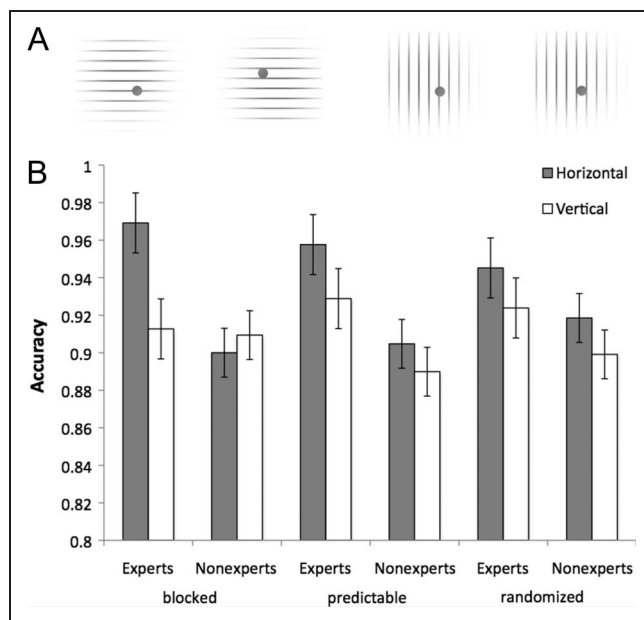 A
B
1
0.98
0.96
0.94
0.92
0.9
0.88
0.86
0.84
0.82
0.8
Accuracy
Horizontal
Vertical
Experts Nonexperts Experts Nonexperts Experts Nonexperts
blocked predictable randomized